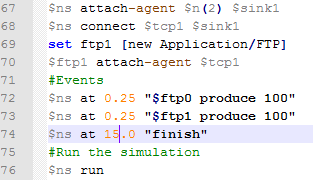 67 $ns attach-agent $n(2) $sink1
68 $ns connect $tcp1 $sink1
69 set ftp1 [new Application/FTP]
70 $ftp1 attach-agent $tcp1
71 #Events
72 $ns at 0.25 "$ftp0 produce 100"
73 $ns at 0.25 "$ftp1 produce 100"
74 $ns at 15.0 "finish"
75 #Run the simulation
76 $ns run